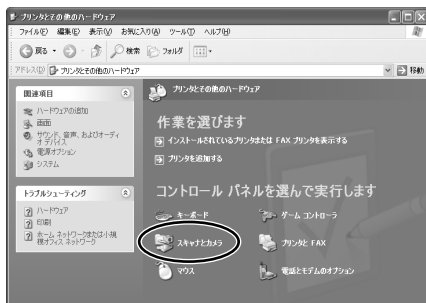 プリンタとその他のハードウェア
ファイル(F) 編集(E) 表示(V) お気に入り(A) ツール(T) ヘルプ(H)
戻る 検索 フォルダ
アドレス(D) プリンタとその他のハードウェア 移動
関連項目
ハードウェアの追加
画面
サウンド、音声、およびオーディオ デバイス
電源オプション
システム
トラブルシューティング
ハードウェア
印刷
ホーム ネットワークまたは小規模オフィス ネットワーク
プリンタとその他のハードウェア
作業を選びます
インストールされているプリンタまたは FAX プリンタを表示する
プリンタを追加する
コントロール パネルを選んで実行します
キーボード ゲーム コントローラ
スキャナとカメラ プリンタと FAX
マウス 電話とモデムのオプション